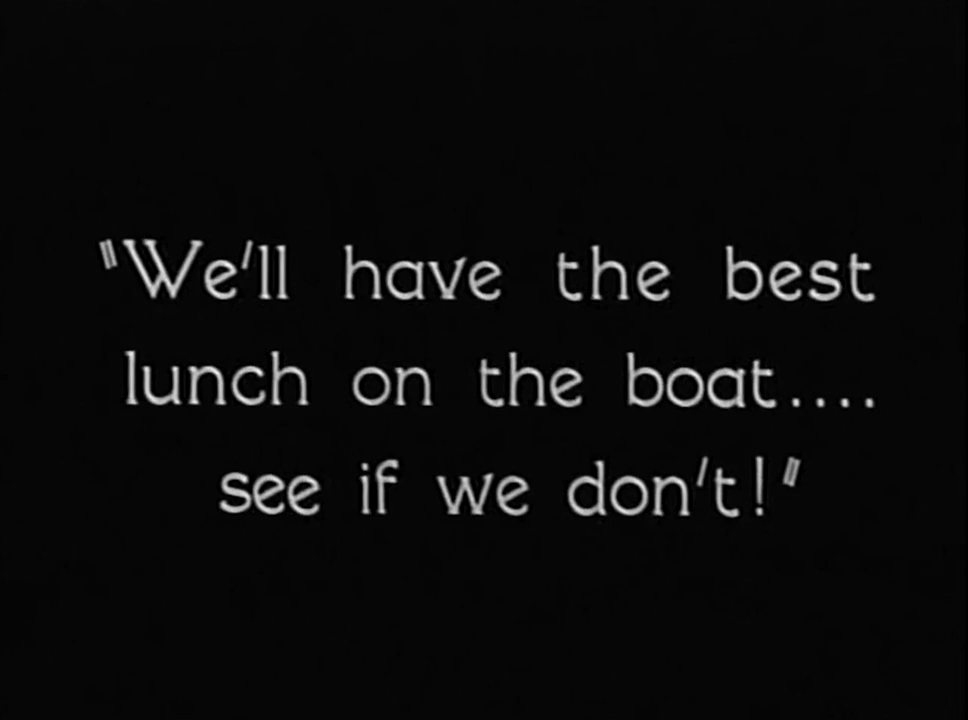 "We'll have the best
lunch on the boat....
see if we don't!"